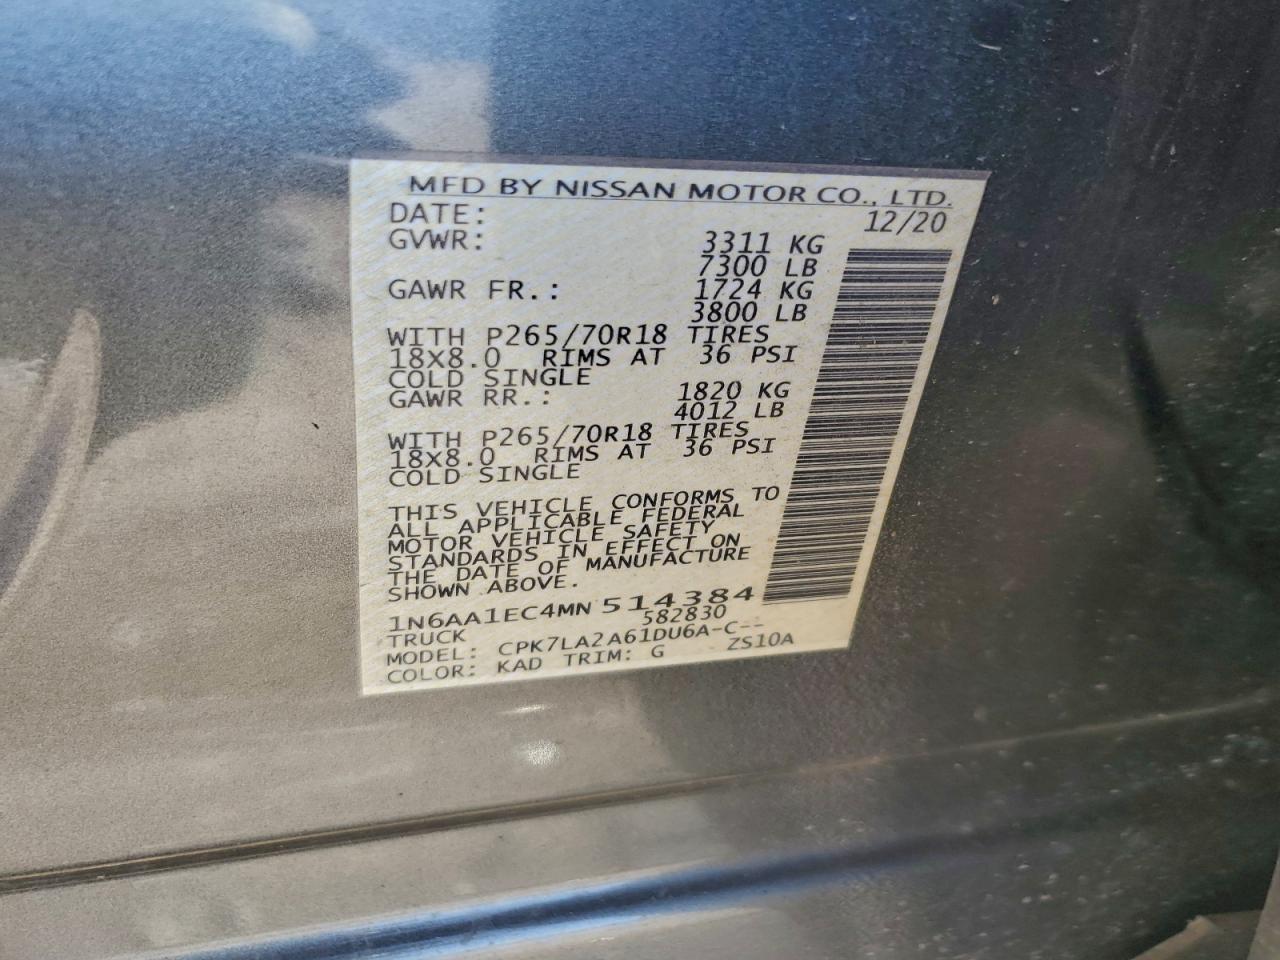 MFD BY NISSAN MOTOR CO., LTD.
DATE: 12/20
GVWR: 3311 KG
7300 LB
GAWR FR.: 1724 KG
3800 LB
WITH P265/70R18 TIRES
18X8.0 RIMS AT 36 PSI
COLD SINGLE
GAWR RR.: 1820 KG
4012 LB
WITH P265/70R18 TIRES
18X8.0 RIMS AT 36 PSI
COLD SINGLE
THIS VEHICLE CONFORMS TO
ALL APPLICABLE FEDERAL
MOTOR VEHICLE SAFETY
STANDARDS IN EFFECT ON
THE DATE OF MANUFACTURE
SHOWN ABOVE.
1N6AA1EC4MN514384
TRUCK 582830
MODEL: CPK7LA2A61DU6A-C--
COLOR: KAD TRIM: G ZS10A